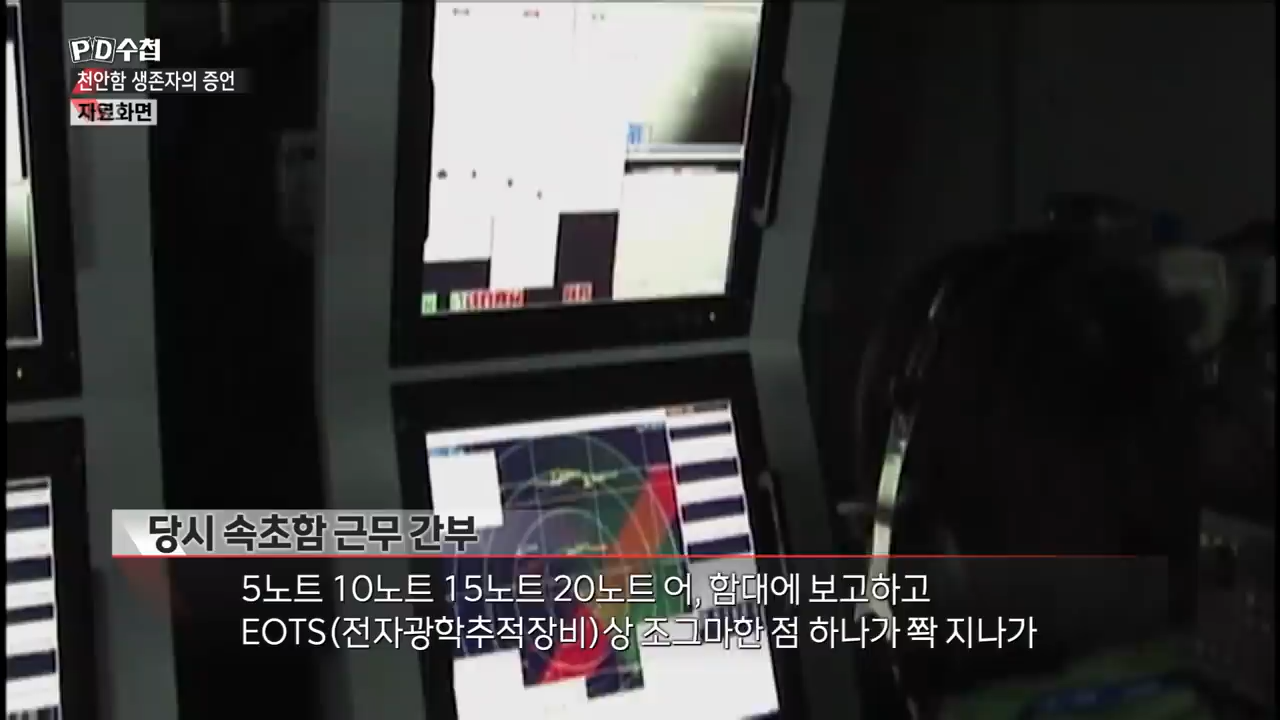 PD수첩
천안함 생존자의 증언
자료화면
당시 속초함 근무 간부
5노트 10노트 15노트 20노트 어, 함대에 보고하고
EOTS(전자광학추적장비)상 조그마한 점 하나가 쫙 지나가